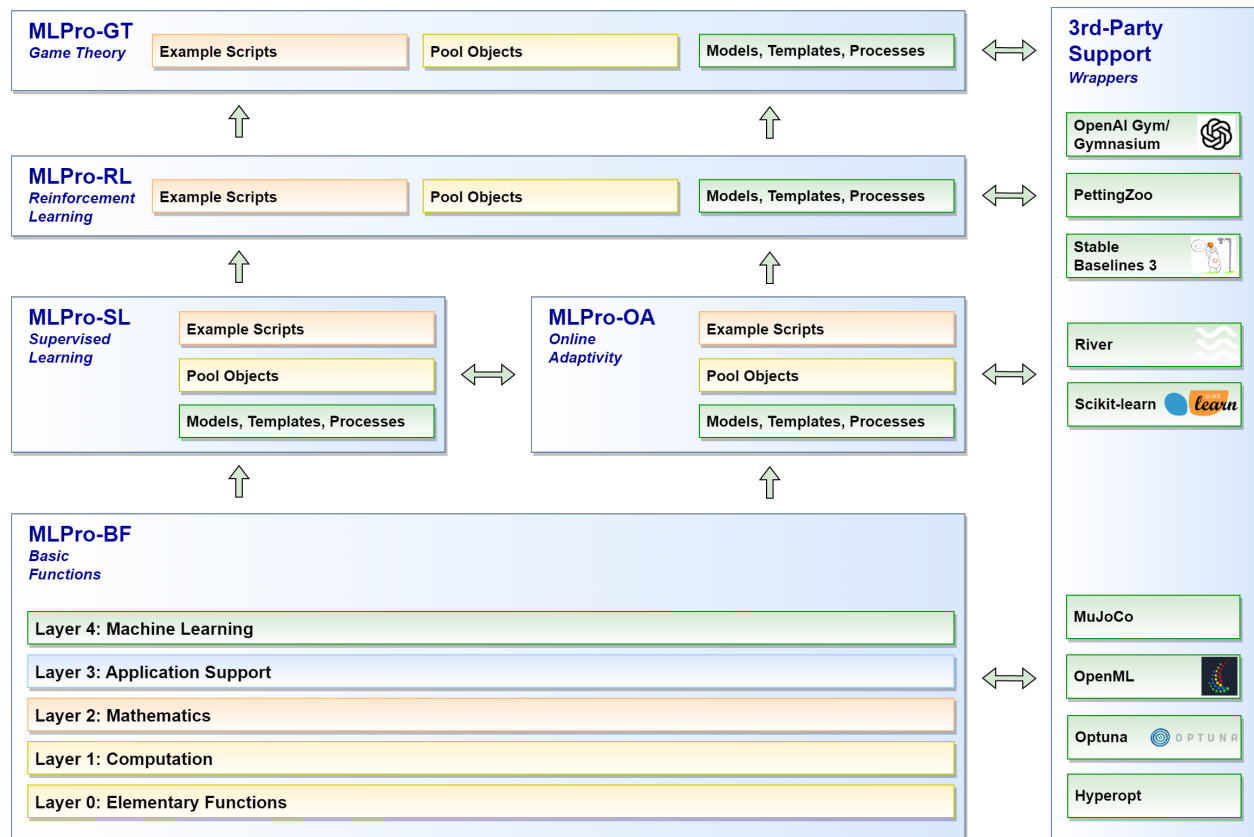 MLPro-GT
Game Theory
Example Scripts
Pool Objects
Models, Templates, Processes
MLPro-RL
Reinforcement
Learning
Example Scripts
Pool Objects
Models, Templates, Processes
MLPro-SL
Supervised
Learning
Example Scripts
Pool Objects
Models, Templates, Processes
MLPro-OA
Online
Adaptivity
Example Scripts
Pool Objects
Models, Templates, Processes
MLPro-BF
Basic
Functions
Layer 4: Machine Learning
Layer 3: Application Support
Layer 2: Mathematics
Layer 1: Computation
Layer 0: Elementary Functions
3rd-Party
Support
Wrappers
OpenAI Gym/
Gymnasium
PettingZoo
Stable
Baselines 3
River
Scikit-learn
scikit
learn
MuJoCo
OpenML
Optuna
OPTUNA
Hyperopt